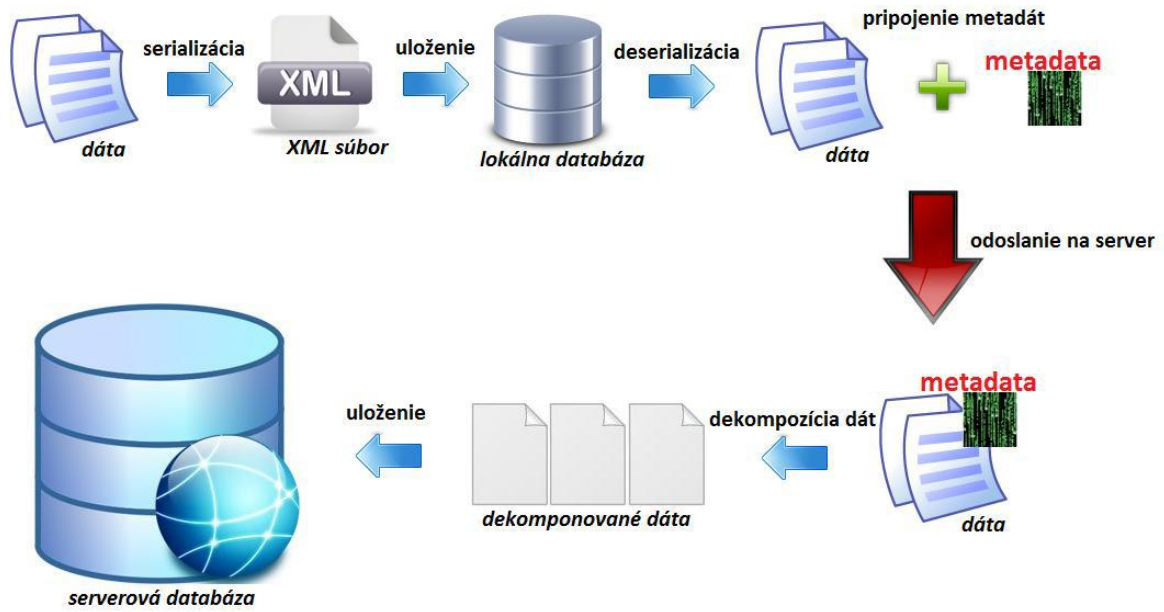 pripojenie metadát
serializácia
uloženie
deserializácia
metadata
XML
dáta
XML súbor
lokálna databáza
dáta
odoslanie na server
metadata
uloženie
dekompozícia dát
dekomponované dáta
dáta
serverová databáza